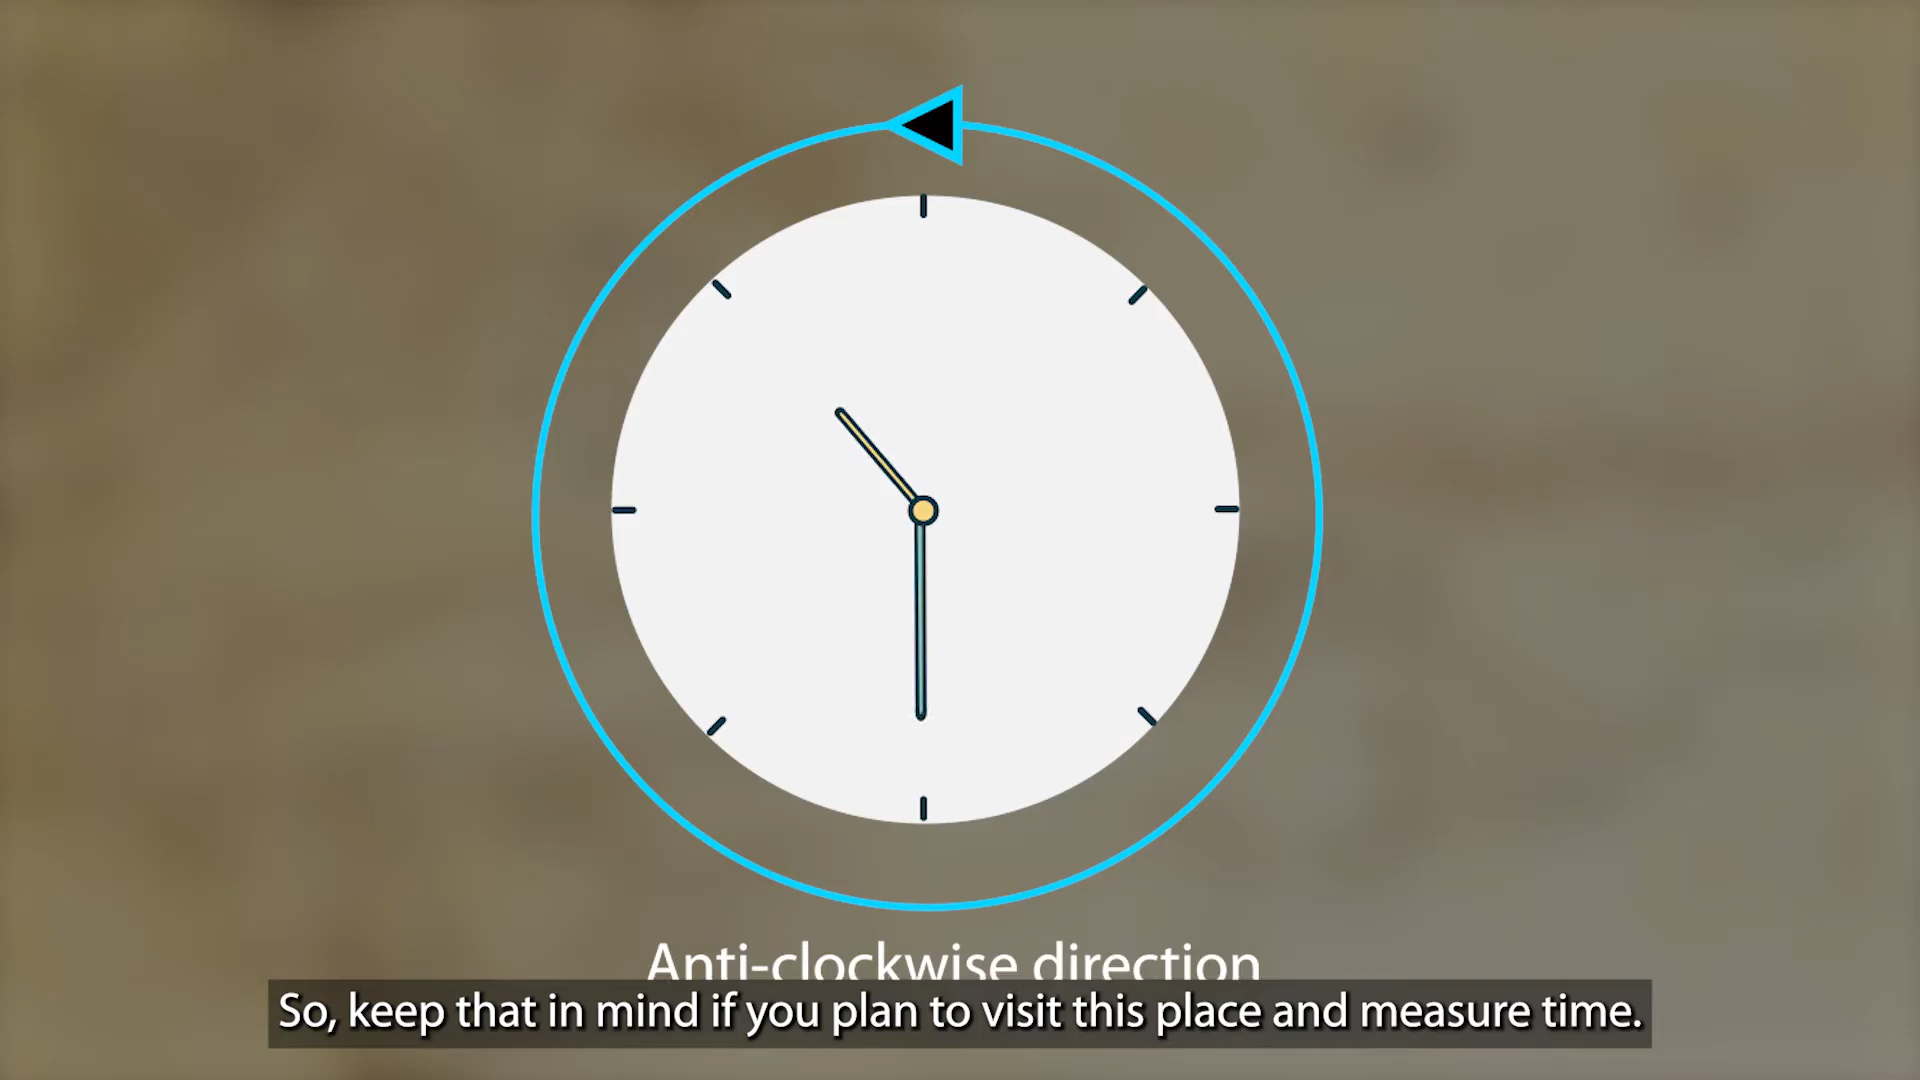 Anti-clockwise direction
So, keep that in mind if you plan to visit this place and measure time.